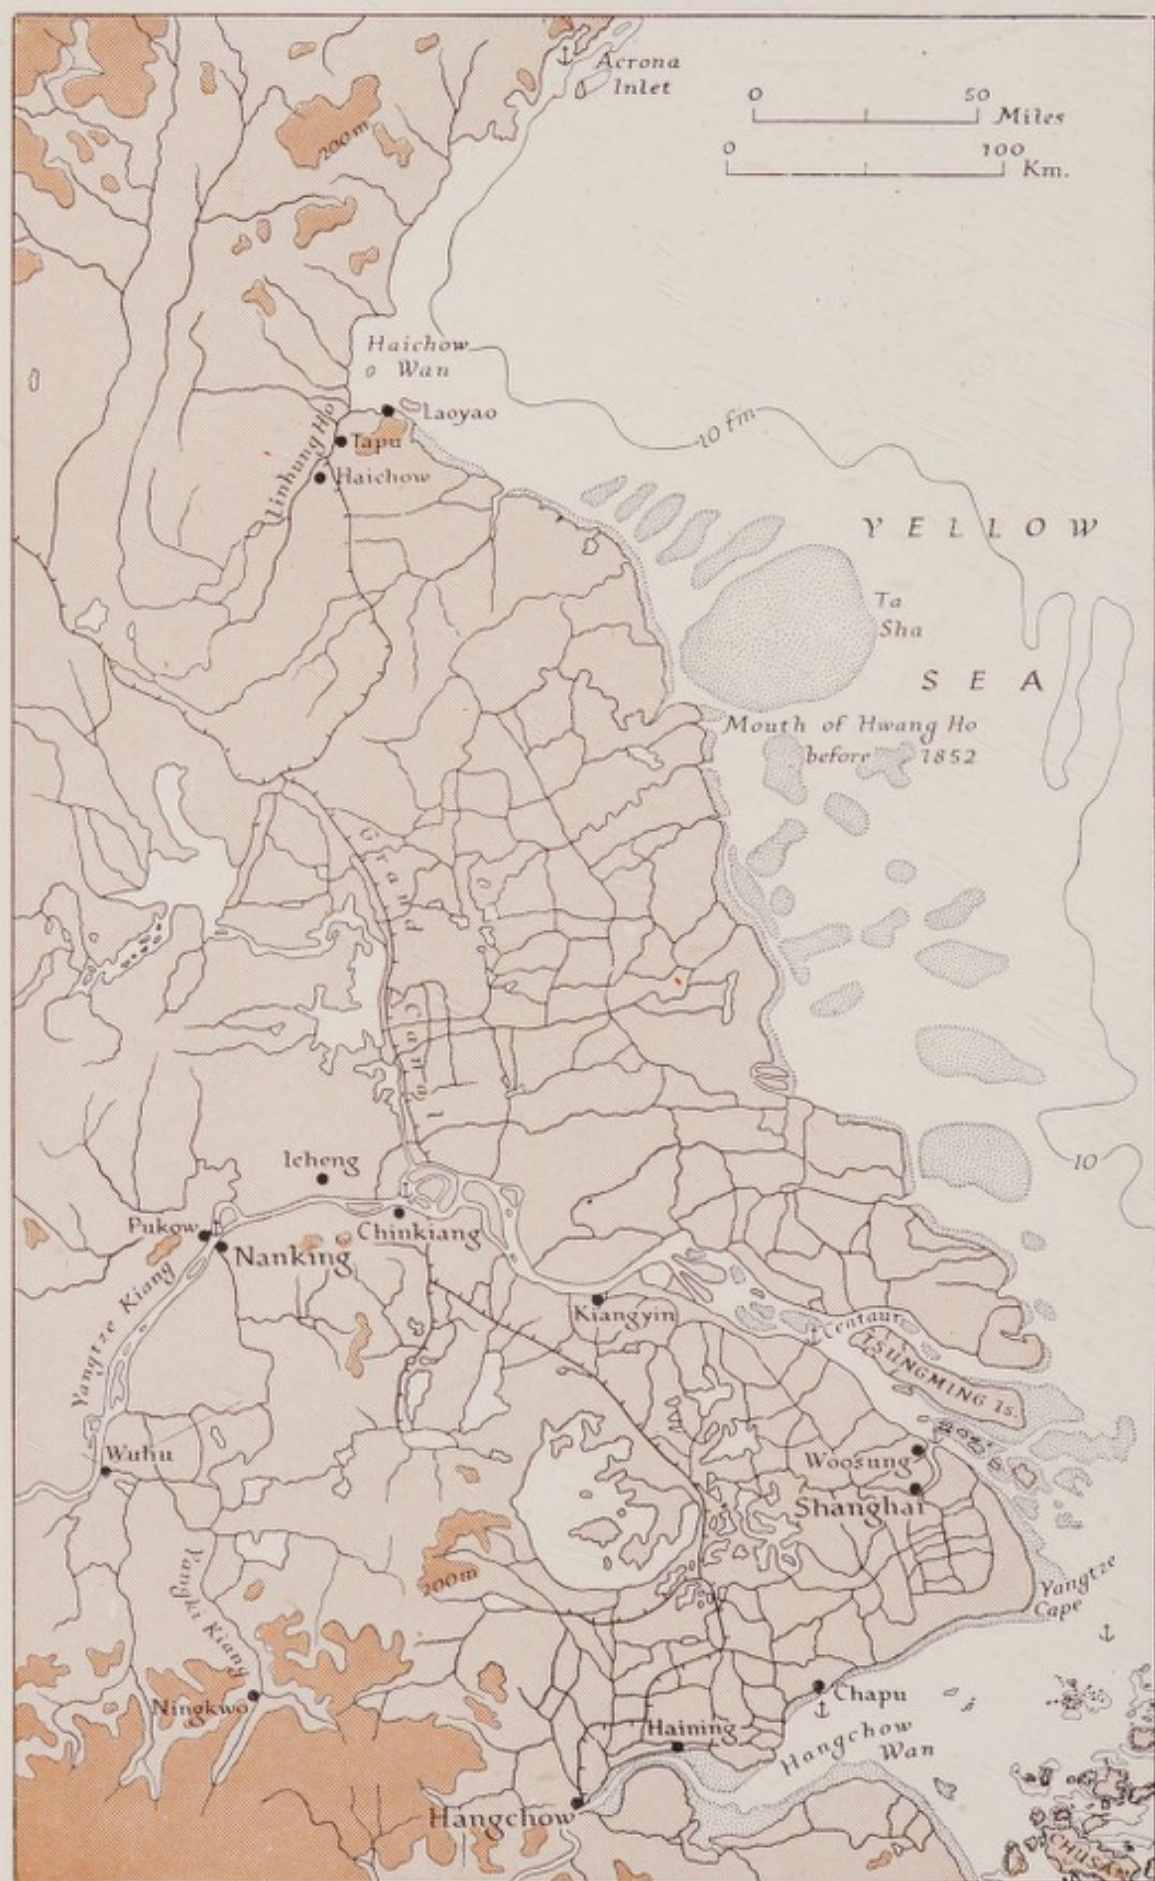 Acrona
Inlet
0 50
Miles
0 100
Km.
200m
Haichow
Wan
Laoyao
Tapu
Haichow
Linhung Ho
10 fm
YELLOW
SEA
Ta
Sha
Mouth of Hwang Ho
before 1852
Grand
Canal
10
Icheng
Pukow
Nanking
Chinkiang
Yangtze Kiang
Kiangyin
Centaur
TSUNGMING Is.
Wuhu
Woosung
Shanghai
200m
Yangki Kiang
Yangtze
Cape
Ningkwo
Chapu
Haining
Hangchow
Wan
Hangchow
CHUSAN